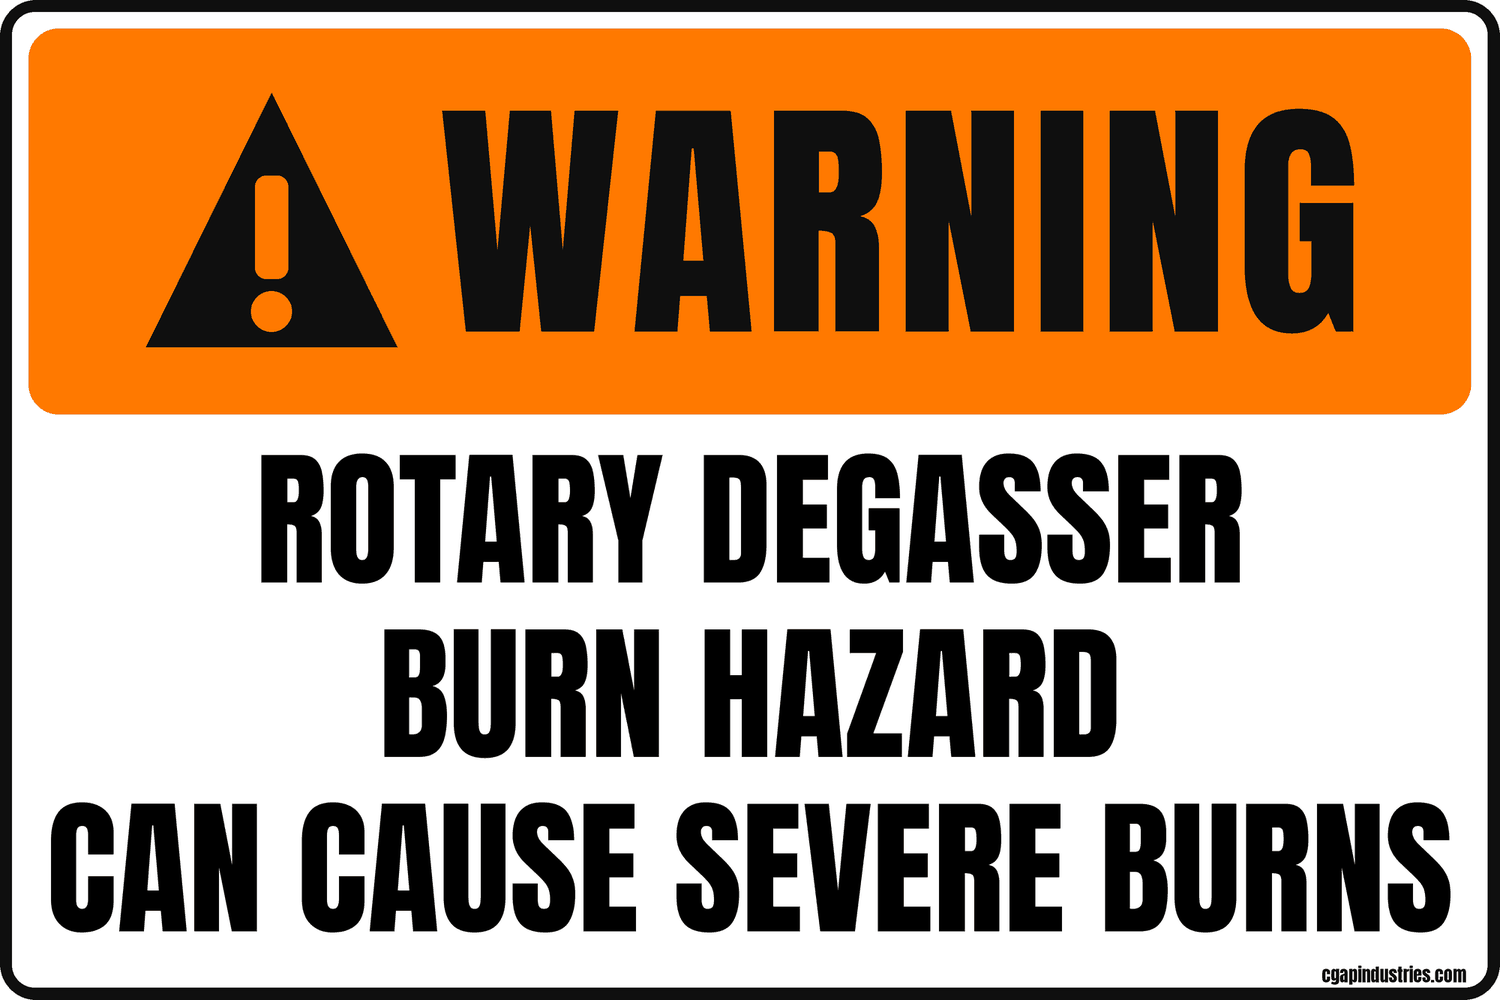 WARNING
ROTARY DEGASSER
BURN HAZARD
CAN CAUSE SEVERE BURNS
cgapindustries.com